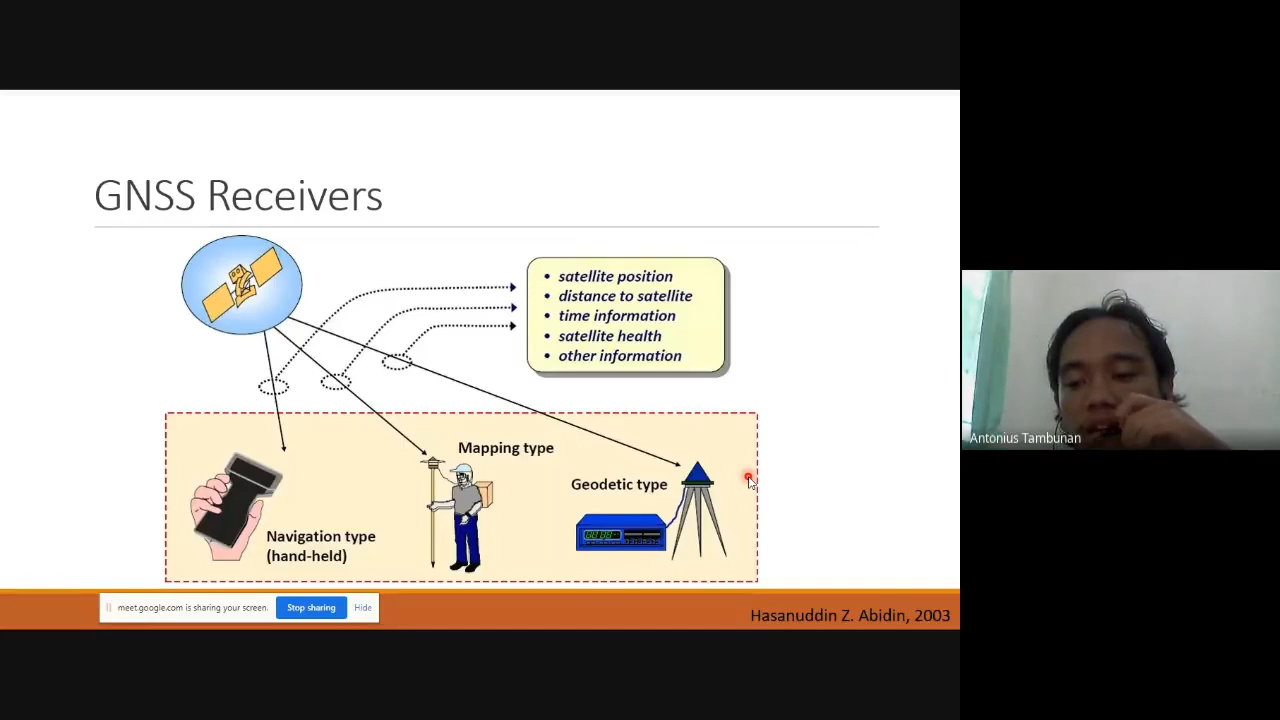 GNSS Receivers
• satellite position
• distance to satellite
• time information
• satellite health
• other information
Mapping type
Geodetic type
Navigation type
(hand-held)
Antonius Tambunan
meet.google.com is sharing your screen.
Stop sharing
Hide
Hasanuddin Z. Abidin, 2003